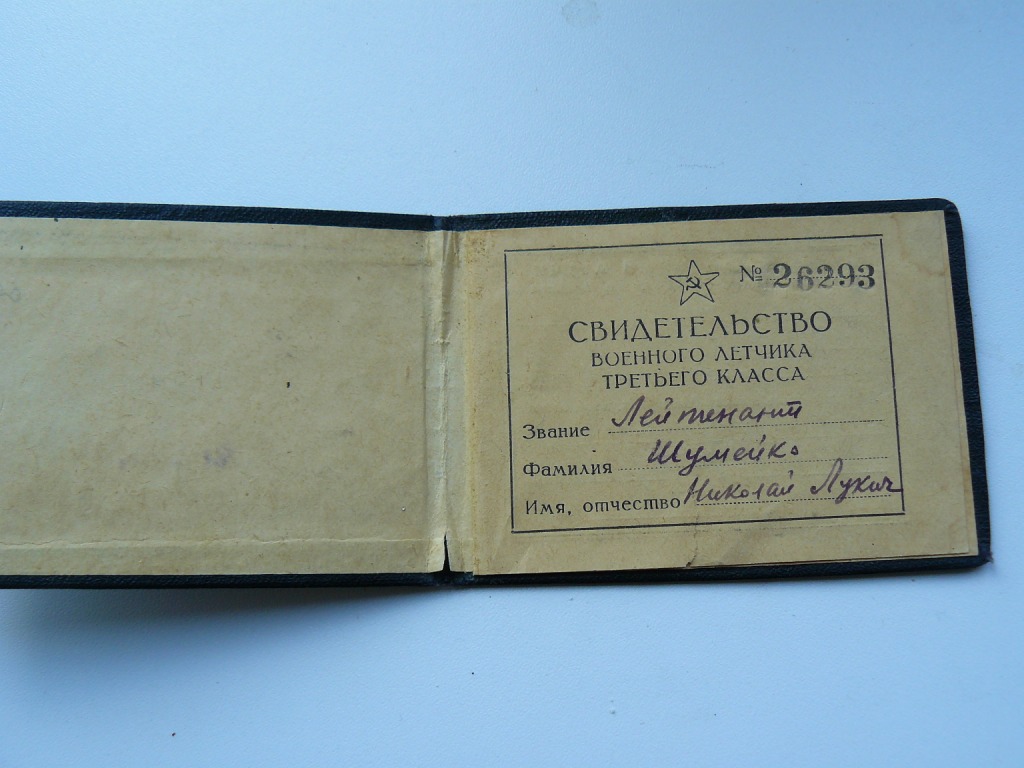 № 26293
СВИДЕТЕЛЬСТВО
ВОЕННОГО ЛЕТЧИКА
ТРЕТЬЕГО КЛАССА
Звание Лейтенант
Фамилия Шумейко
Имя, отчество Николай Лукич